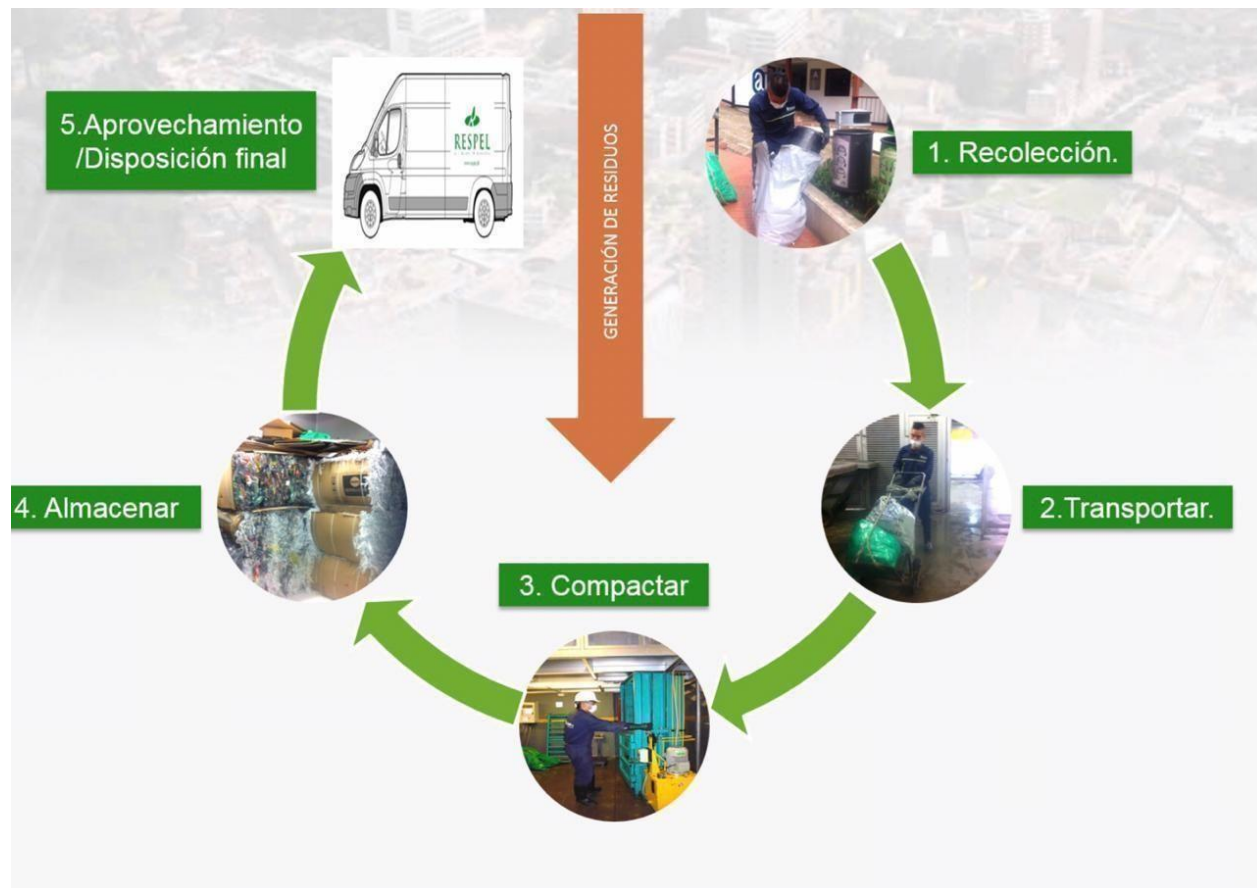 GENERACIÓN DE RESIDUOS
1. Recolección.
2.Transportar.
3. Compactar
4. Almacenar
5.Aprovechamiento
/Disposición final
RESPEL